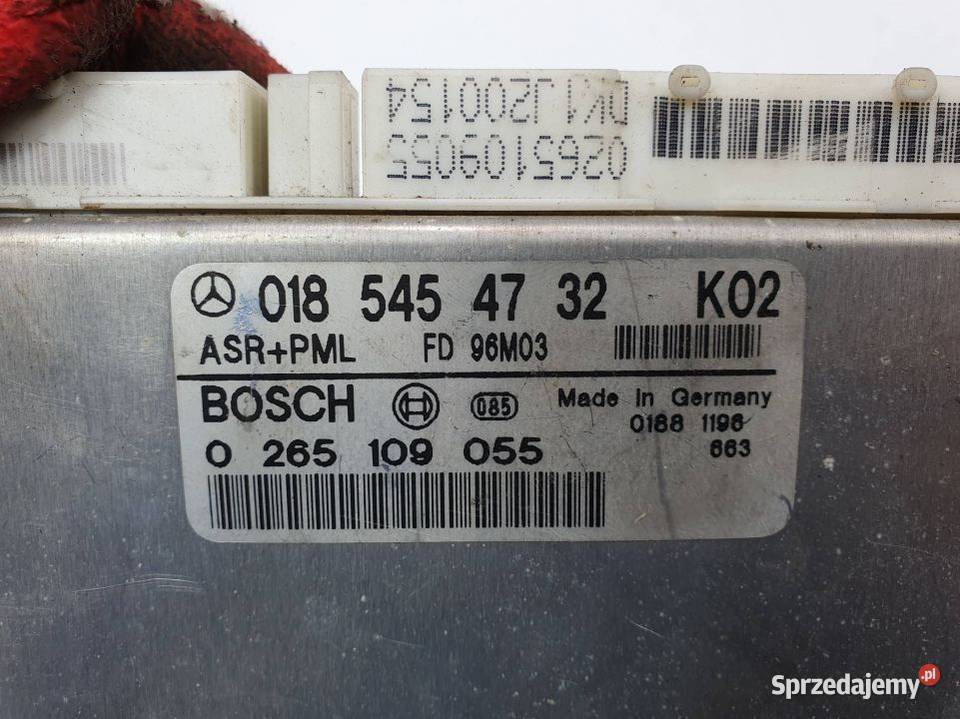 DK1J200154
0265109055
018 545 47 32 K02
ASR+PML FD 96M03
BOSCH 085 Made in Germany
0188 1196
0 265 109 055 663
Sprzedajemy.pl